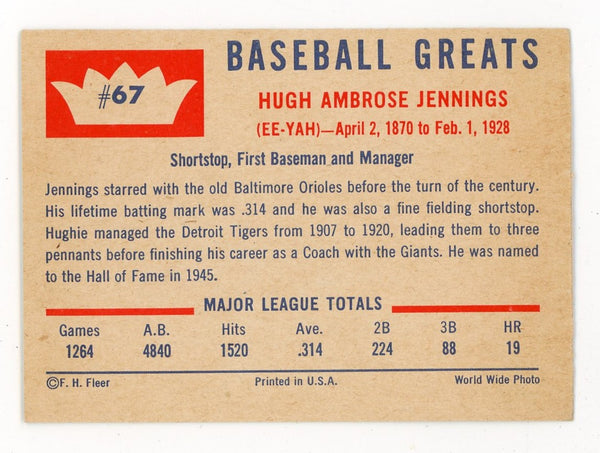 #67
BASEBALL GREATS
HUGH AMBROSE JENNINGS
(EE-YAH)—April 2, 1870 to Feb. 1, 1928
Shortstop, First Baseman and Manager
Jennings starred with the old Baltimore Orioles before the turn of the century.
His lifetime batting mark was .314 and he was also a fine fielding shortstop.
Hughie managed the Detroit Tigers from 1907 to 1920, leading them to three
pennants before finishing his career as a Coach with the Giants. He was named
to the Hall of Fame in 1945.
MAJOR LEAGUE TOTALS
Games A.B. Hits Ave. 2B 3B HR
1264 4840 1520 .314 224 88 19
©F. H. Fleer Printed in U.S.A. World Wide Photo